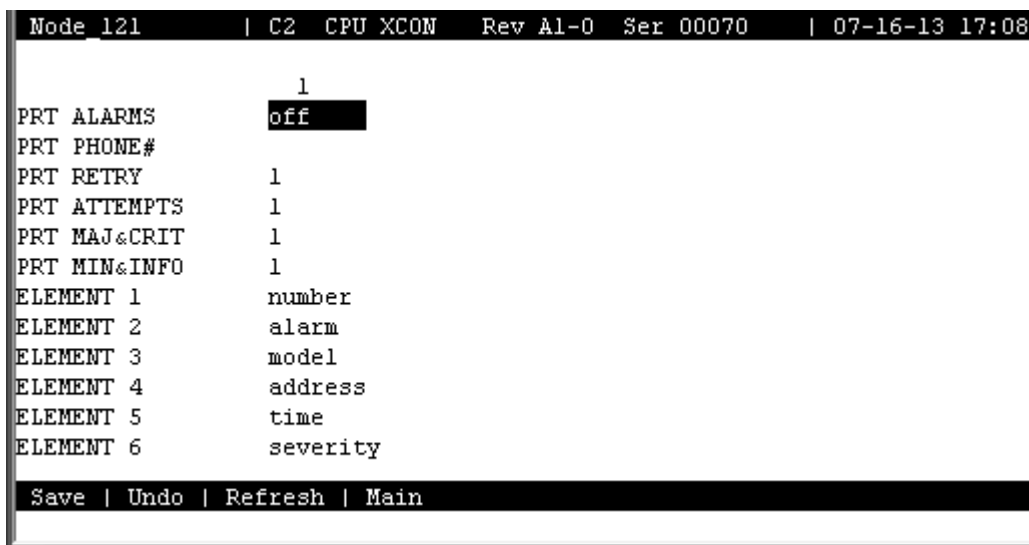 Node_121 | C2 CPU XCON Rev A1-0 Ser 00070 | 07-16-13 17:08
1
PRT ALARMS off
PRT PHONE#
PRT RETRY 1
PRT ATTEMPTS 1
PRT MAJ&CRIT 1
PRT MIN&INFO 1
ELEMENT 1 number
ELEMENT 2 alarm
ELEMENT 3 model
ELEMENT 4 address
ELEMENT 5 time
ELEMENT 6 severity
Save | Undo | Refresh | Main